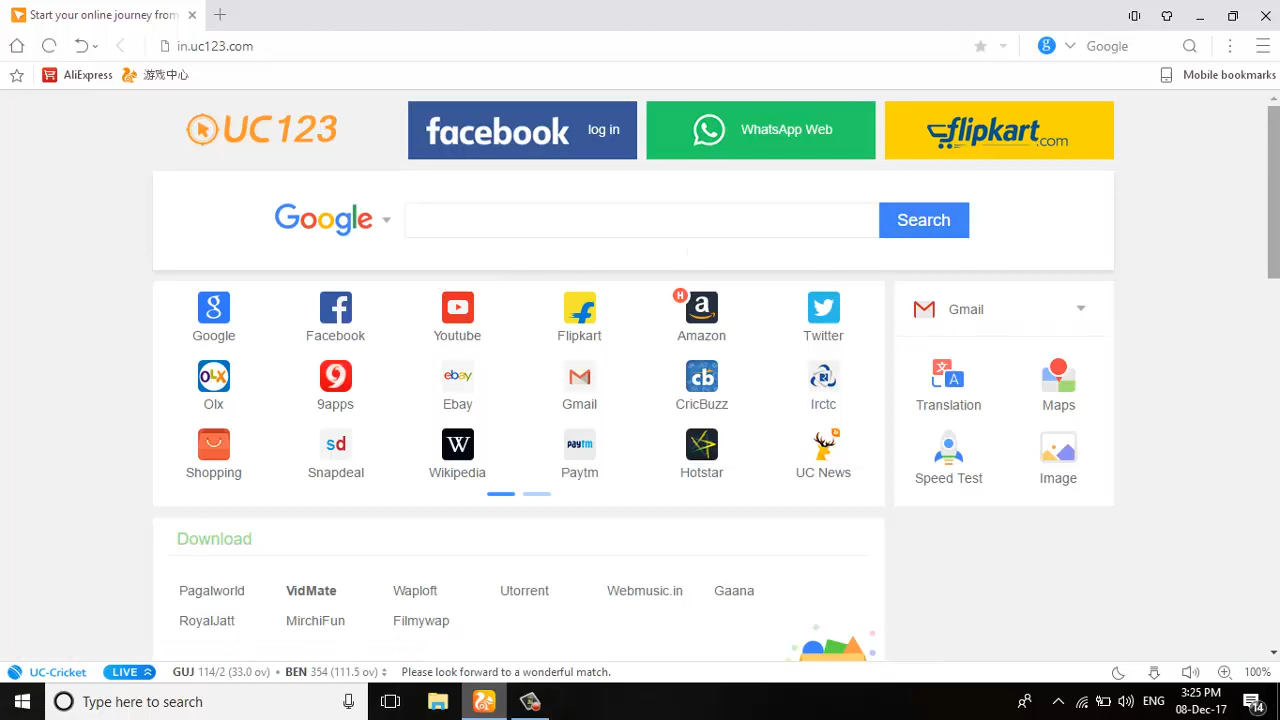 Start your online journey from
in.uc123.com
Google
AliExpress
游戏中心
Mobile bookmarks
UC123
facebook log in
WhatsApp Web
flipkart.com
Google
Search
Google
Facebook
Youtube
Flipkart
H
Amazon
Twitter
Gmail
Olx
9apps
Ebay
Gmail
CricBuzz
Irctc
Translation
Maps
Shopping
Snapdeal
Wikipedia
Paytm
Hotstar
UC News
Speed Test
Image
Download
Pagalworld
VidMate
Waploft
Utorrent
Webmusic.in
Gaana
RoyalJatt
MirchiFun
Filmywap
UC-Cricket LIVE GUJ 114/2 (33.0 ov) • BEN 354 (111.5 ov) Please look forward to a wonderful match.
100%
Type here to search
ENG
3:25 PM
08-Dec-17
14